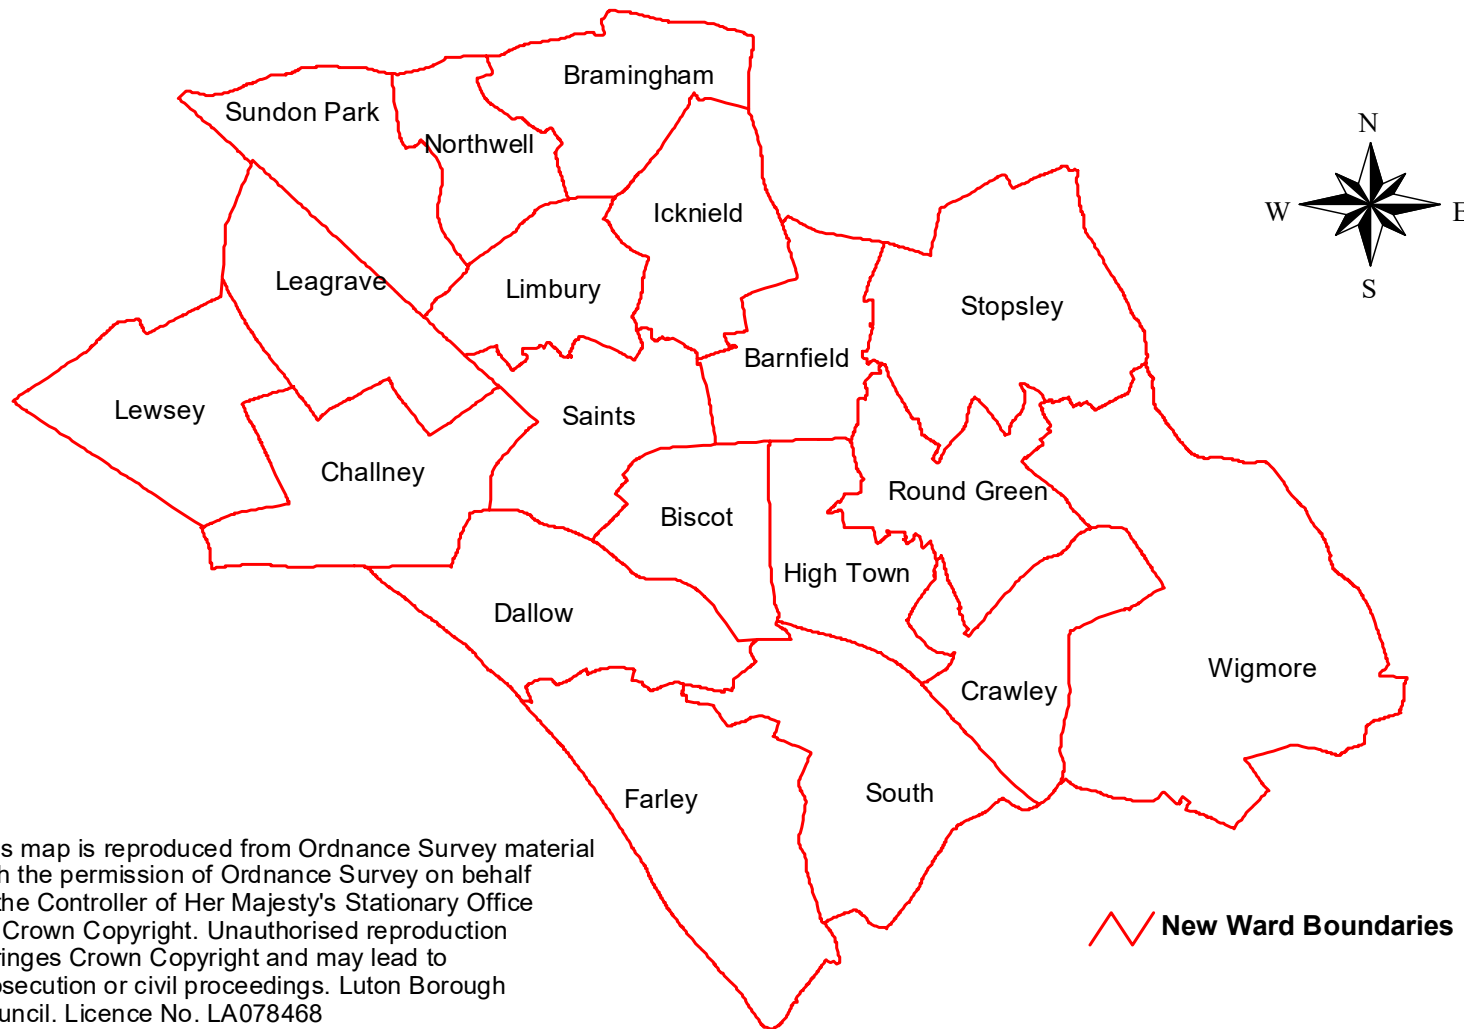 Bramingham
Sundon Park
Northwell
N
Icknield
W
E
Leagrave
Limbury
S
Stopsley
Barnfield
Lewsey
Saints
Challney
Round Green
Biscot
High Town
Dallow
Wigmore
Crawley
South
Farley
s map is reproduced from Ordnance Survey material
h the permission of Ordnance Survey on behalf
the Controller of Her Majesty's Stationary Office
Crown Copyright. Unauthorised reproduction
ringes Crown Copyright and may lead to
osecution or civil proceedings. Luton Borough
uncil. Licence No. LA078468
New Ward Boundaries